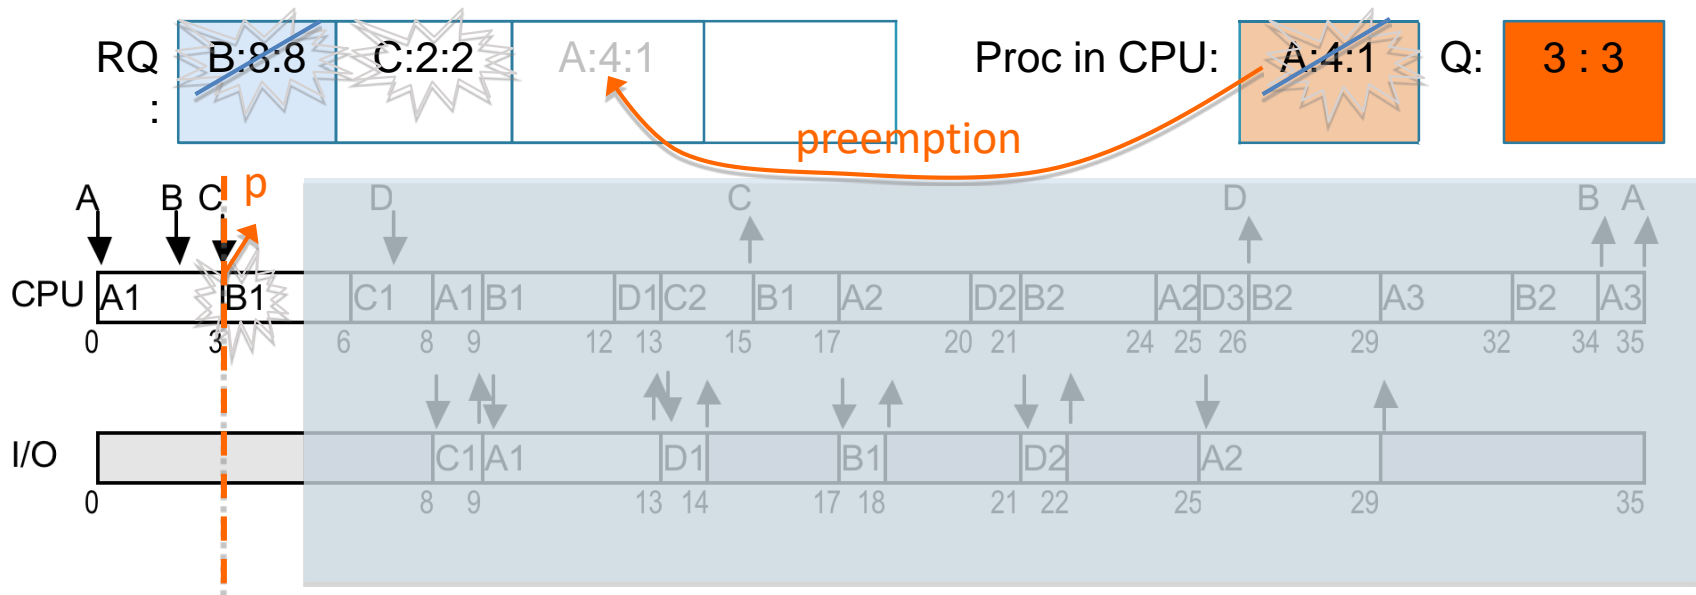 RQ B:8:8 C:2:2 A:4:1 Proc in CPU: A:4:1 Q: 3 : 3
:
preemption
A B C p D C D B A
CPU A1 B1 C1 A1 B1 D1 C2 B1 A2 D2 B2 A2 D3 B2 A3 B2 A3
0 3 6 8 9 12 13 15 17 20 21 24 25 26 29 32 34 35
I/O C1 A1 D1 B1 D2 A2
0 8 9 13 14 17 18 21 22 25 29 35